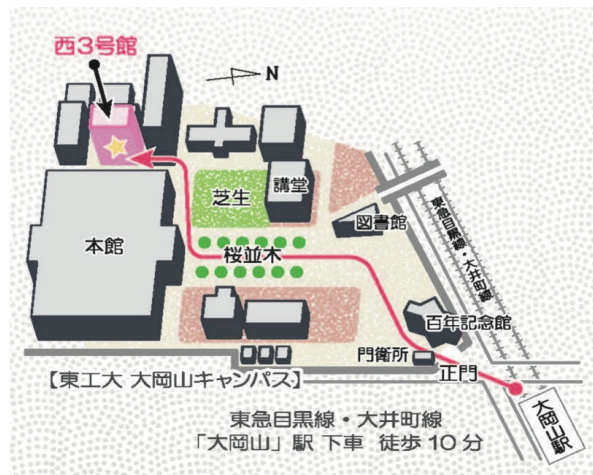 西3号館
N
芝生
講堂
図書館
東急目黒線・大井町線
本館
桜並木
百年記念館
門衛所
正門
【東工大 大岡山キャンパス】
大岡山駅
東急目黒線・大井町線
「大岡山」駅 下車 徒歩10分